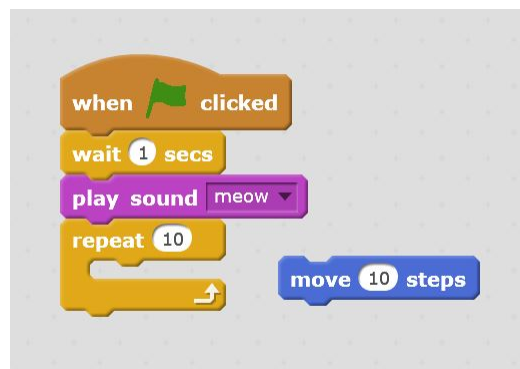 when clicked
wait 1 secs
play sound meow
repeat 10
move 10 steps